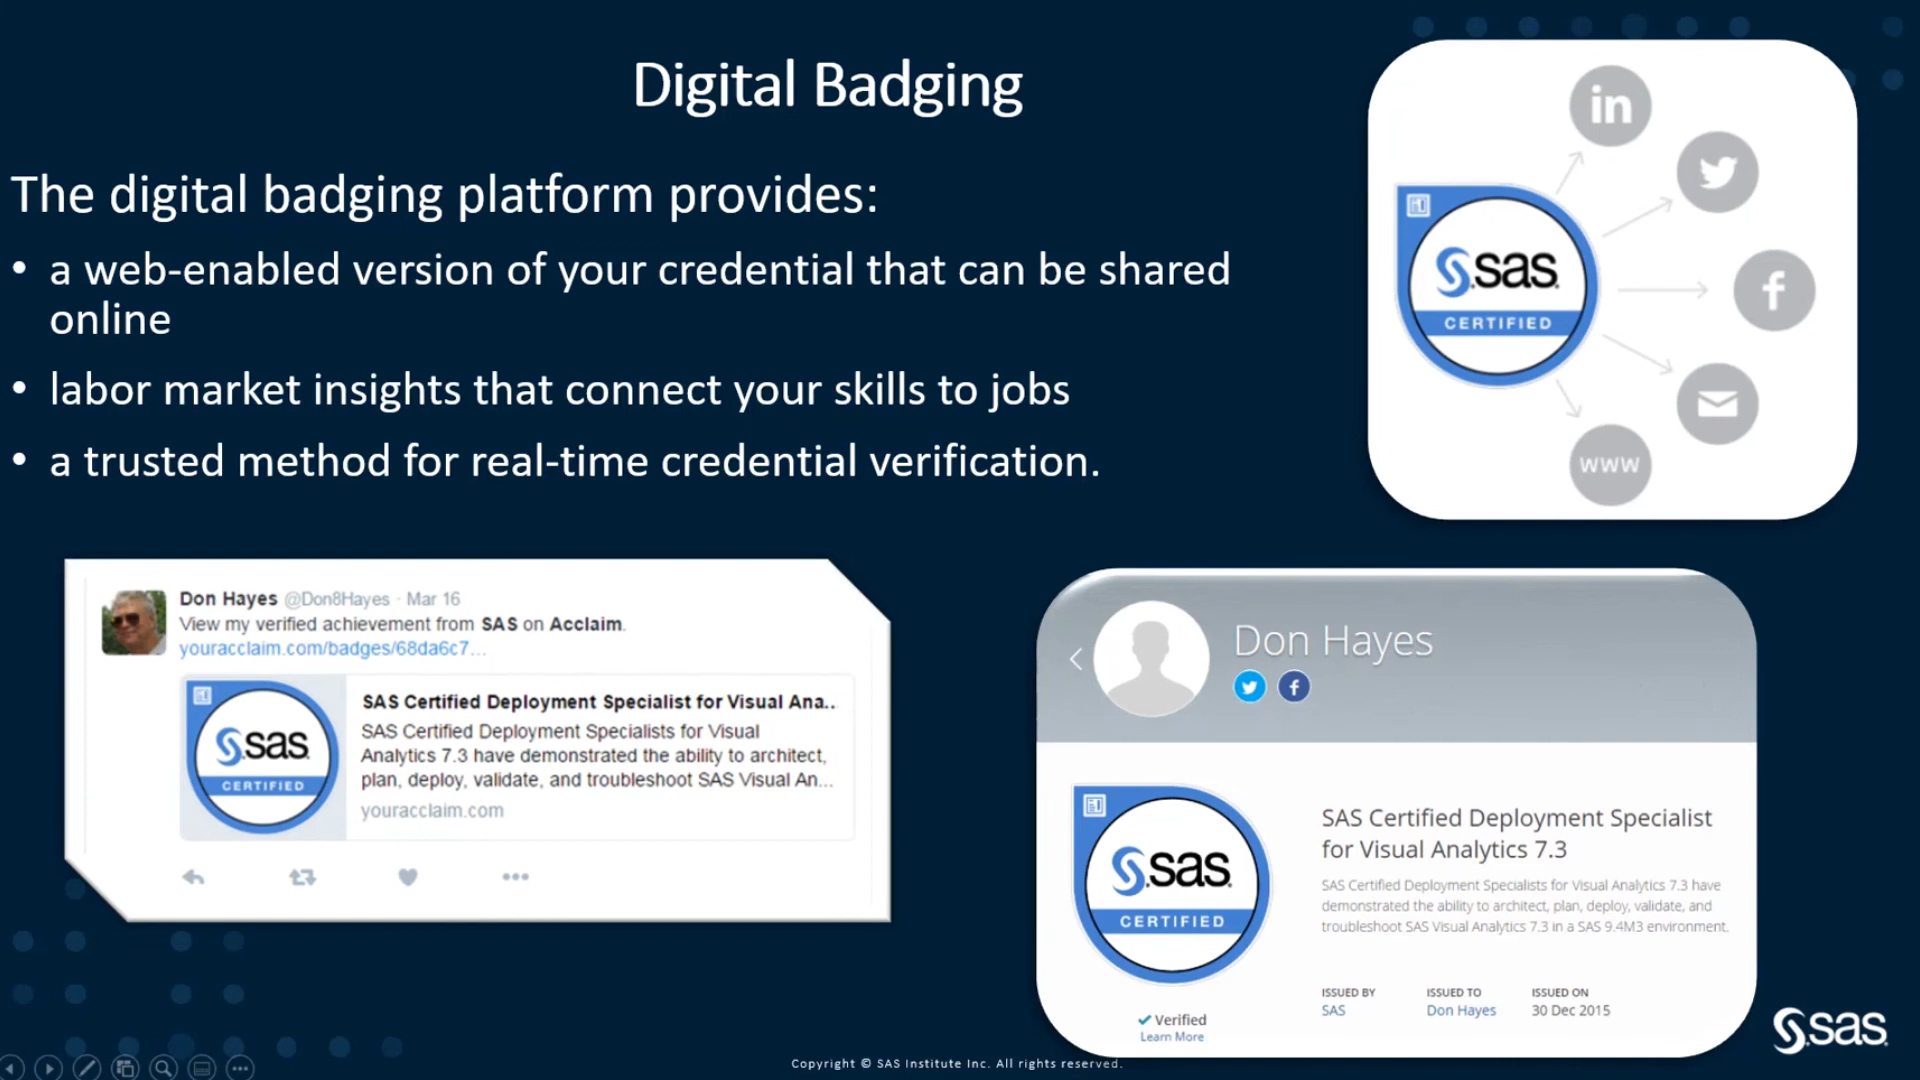 Digital Badging
The digital badging platform provides:
• a web-enabled version of your credential that can be shared
online
• labor market insights that connect your skills to jobs
• a trusted method for real-time credential verification.
in
f
www
sas
CERTIFIED
Don Hayes @Don8Hayes · Mar 16
View my verified achievement from SAS on Acclaim.
youracclaim.com/badges/68da6c7...
sas
CERTIFIED
SAS Certified Deployment Specialist for Visual Ana...
SAS Certified Deployment Specialists for Visual
Analytics 7.3 have demonstrated the ability to architect,
plan, deploy, validate, and troubleshoot SAS Visual An...
youracclaim.com
Don Hayes
f
sas
CERTIFIED
Verified
Learn More
SAS Certified Deployment Specialist
for Visual Analytics 7.3
SAS Certified Deployment Specialists for Visual Analytics 7.3 have
demonstrated the ability to architect, plan, deploy, validate, and
troubleshoot SAS Visual Analytics 7.3 in a SAS 9.4M3 environment.
ISSUED BY ISSUED TO ISSUED ON
SAS Don Hayes 30 Dec 2015
sas
Copyright © SAS Institute Inc. All rights reserved.